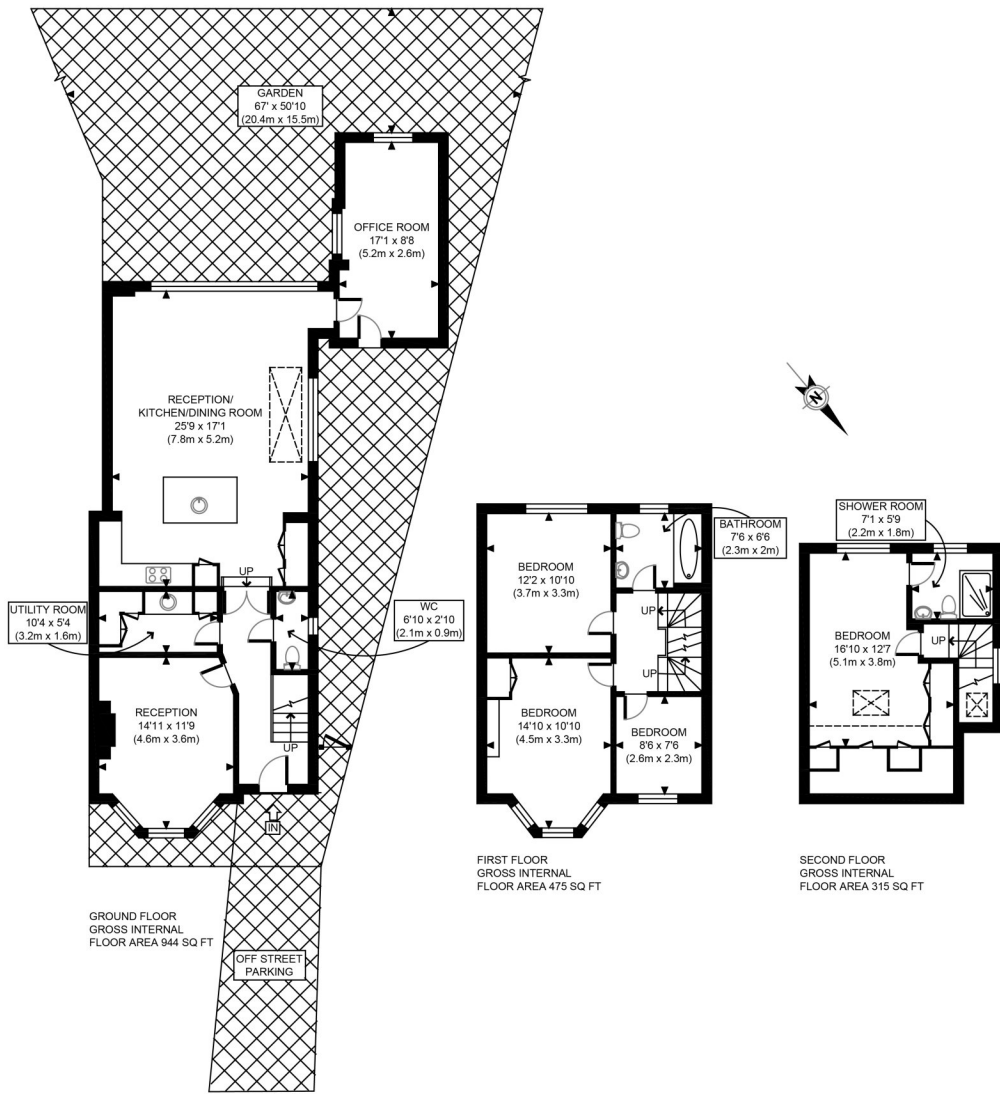 GARDEN
67' x 50'10
(20.4m x 15.5m)
OFFICE ROOM
17'1 x 8'8
(5.2m x 2.6m)
RECEPTION/
KITCHEN/DINING ROOM
25'9 x 17'1
(7.8m x 5.2m)
UP
UTILITY ROOM
10'4 x 5'4
(3.2m x 1.6m)
WC
6'10 x 2'10
(2.1m x 0.9m)
RECEPTION
14'11 x 11'9
(4.6m x 3.6m)
UP
IN
GROUND FLOOR
GROSS INTERNAL
FLOOR AREA 944 SQ FT
OFF STREET
PARKING
N
BEDROOM
12'2 x 10'10
(3.7m x 3.3m)
BATHROOM
7'6 x 6'6
(2.3m x 2m)
UP
UP
BEDROOM
14'10 x 10'10
(4.5m x 3.3m)
BEDROOM
8'6 x 7'6
(2.6m x 2.3m)
FIRST FLOOR
GROSS INTERNAL
FLOOR AREA 475 SQ FT
SHOWER ROOM
7'1 x 5'9
(2.2m x 1.8m)
BEDROOM
16'10 x 12'7
(5.1m x 3.8m)
UP
SECOND FLOOR
GROSS INTERNAL
FLOOR AREA 315 SQ FT